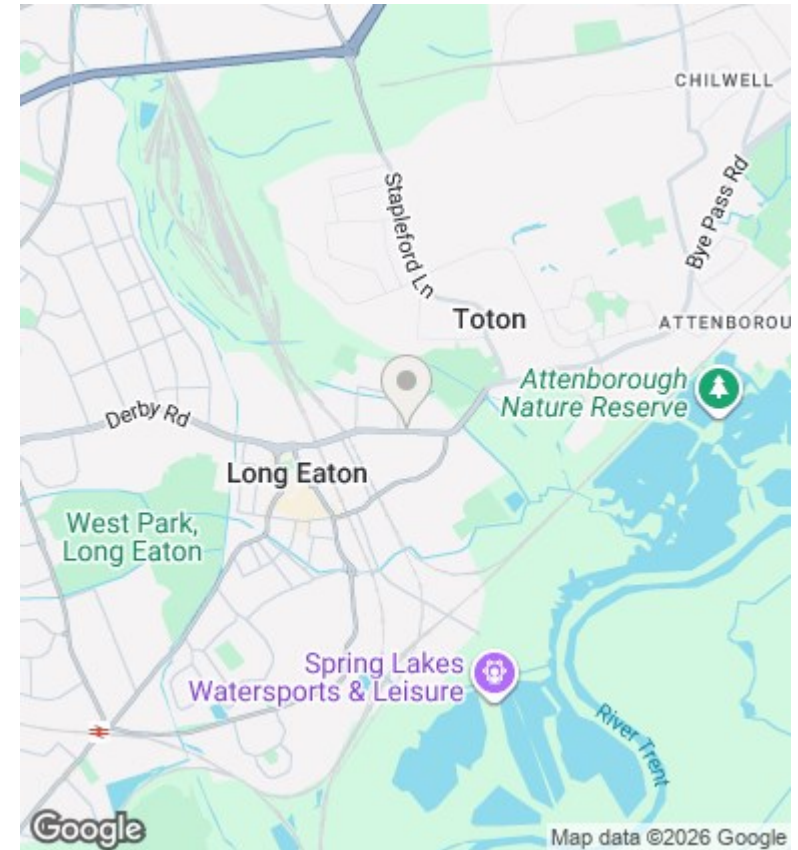 CHILWELL
Bye Pass Rd
Stapleford Ln
Toton
ATTENBOROU
Attenborough
Nature Reserve
Derby Rd
Long Eaton
West Park,
Long Eaton
Spring Lakes
Watersports & Leisure
River Trent
Google
Map data ©2026 Google